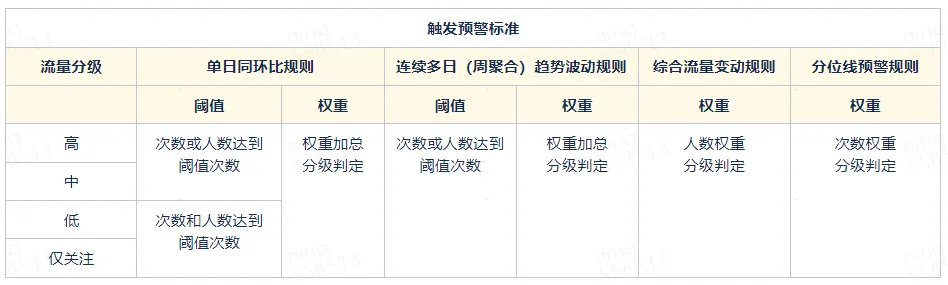 触发预警标准
流量分级
单日同环比规则
连续多日（周聚合）趋势波动规则
综合流量变动规则
分位线预警规则
阈值
权重
阈值
权重
权重
权重
高
次数或人数达到
阈值次数
权重加总
分级判定
次数或人数达到
阈值次数
权重加总
分级判定
人数权重
分级判定
次数权重
分级判定
中
低
次数和人数达到
阈值次数
仅关注